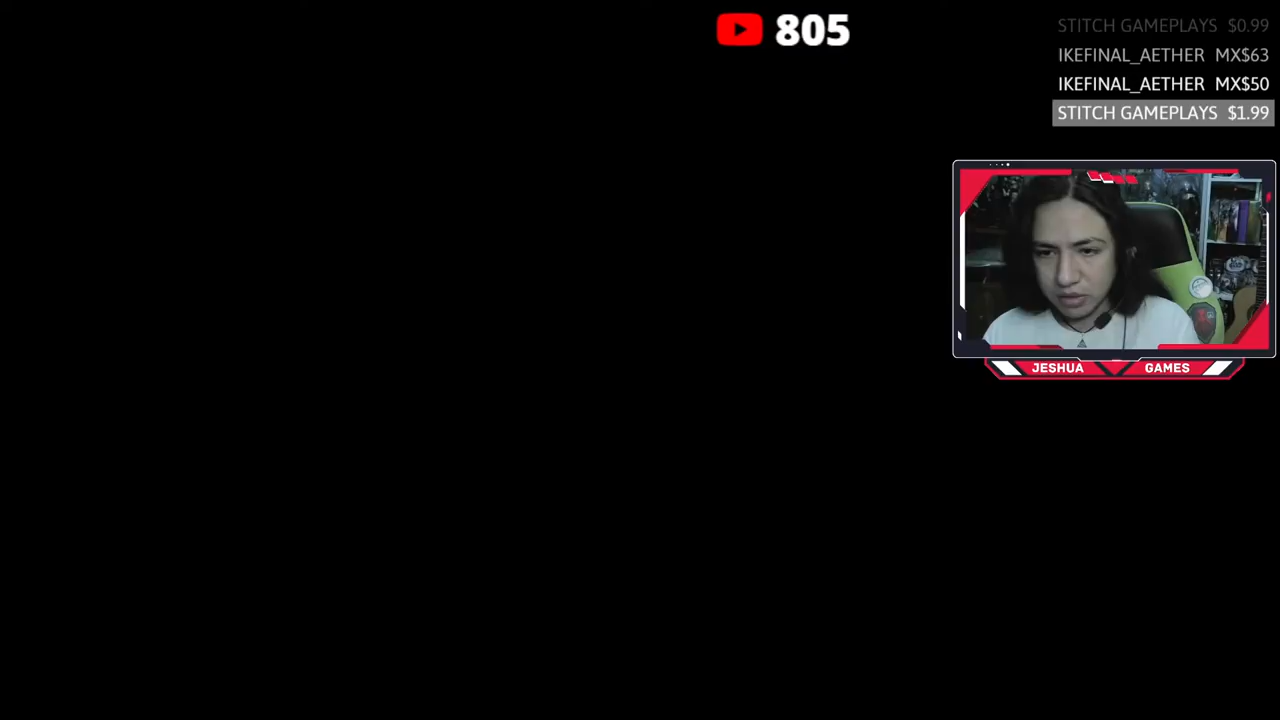 805
STITCH GAMEPLAYS $0.99
IKEFINAL_AETHER MX$63
IKEFINAL_AETHER MX$50
STITCH GAMEPLAYS $1.99
JESHUA GAMES